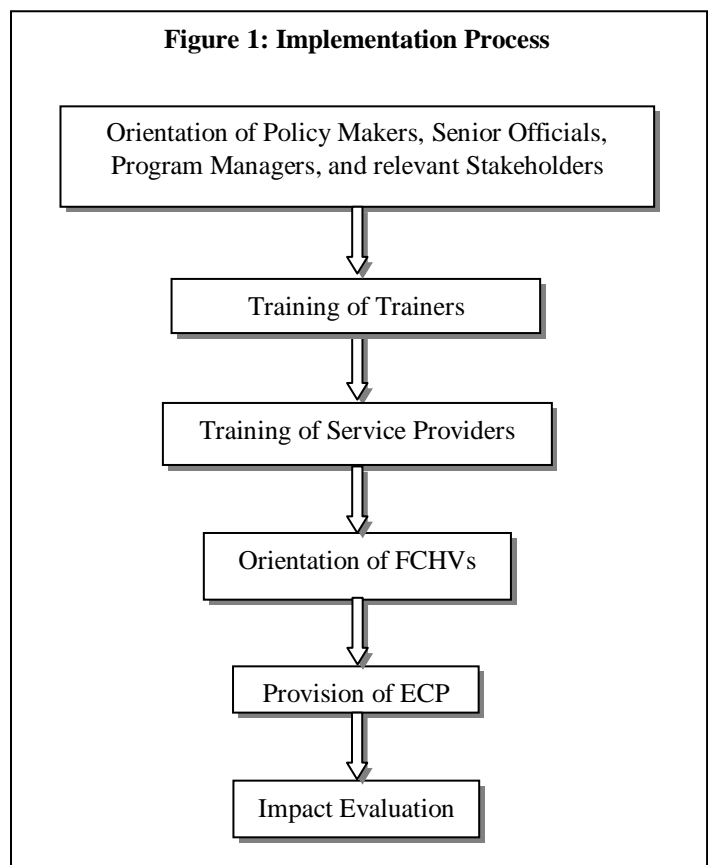 Figure 1: Implementation Process
Orientation of Policy Makers, Senior Officials,
Program Managers, and relevant Stakeholders
Training of Trainers
Training of Service Providers
Orientation of FCHVs
Provision of ECP
Impact Evaluation